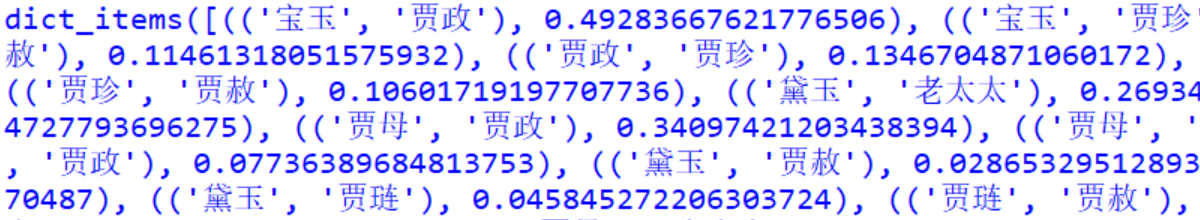 dict_items([(('宝玉', '贾政'), 0.49283667621776506), (('宝玉', '贾珍
赦'), 0.11461318051575932), (('贾政', '贾珍'), 0.1346704871060172),
(('贾珍', '贾赦'), 0.10601719197707736), (('黛玉', '老太太'), 0.26934
4727793696275), (('贾母', '贾政'), 0.34097421203438394), (('贾母', '
, '贾政'), 0.07736389684813753), (('黛玉', '贾赦'), 0.02865329512893
70487), (('黛玉', '贾琏'), 0.045845272206303724), (('贾琏', '贾赦'),